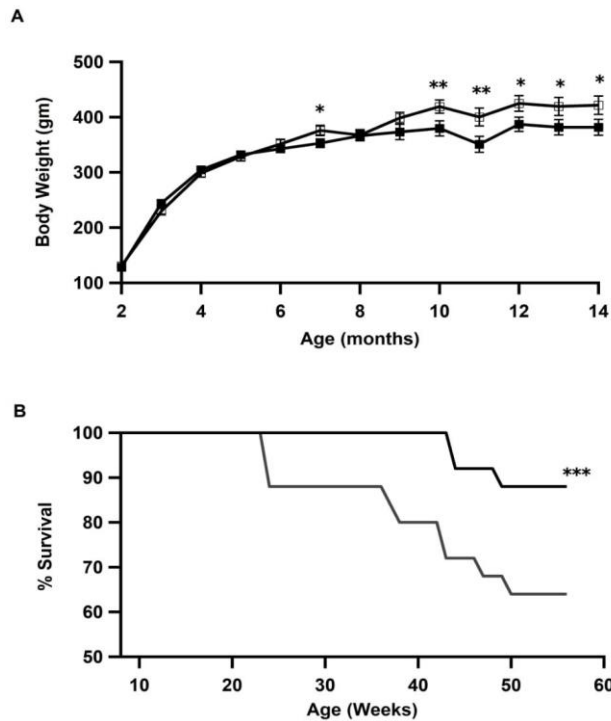 A
500
400
300
200
100
Body Weight (gm)
* ** ** * * *
2 4 6 8 10 12 14
Age (months)
B
100
90
80
70
60
50
% Survival
***
10 20 30 40 50 60
Age (Weeks)